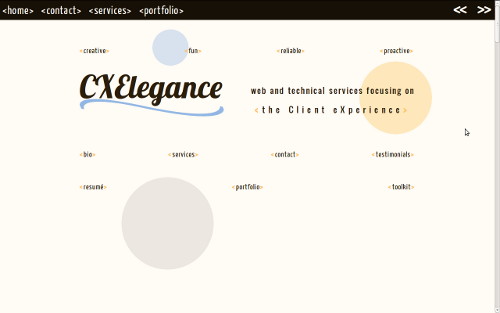 <home> <contact> <services> <portfolio> << >>
<creative> <fun> <reliable> <proactive>
CXElegance
web and technical services focusing on
< the Client eXperience >
<bio> <services> <contact> <testimonials>
<resumé> <portfolio> <toolkit>